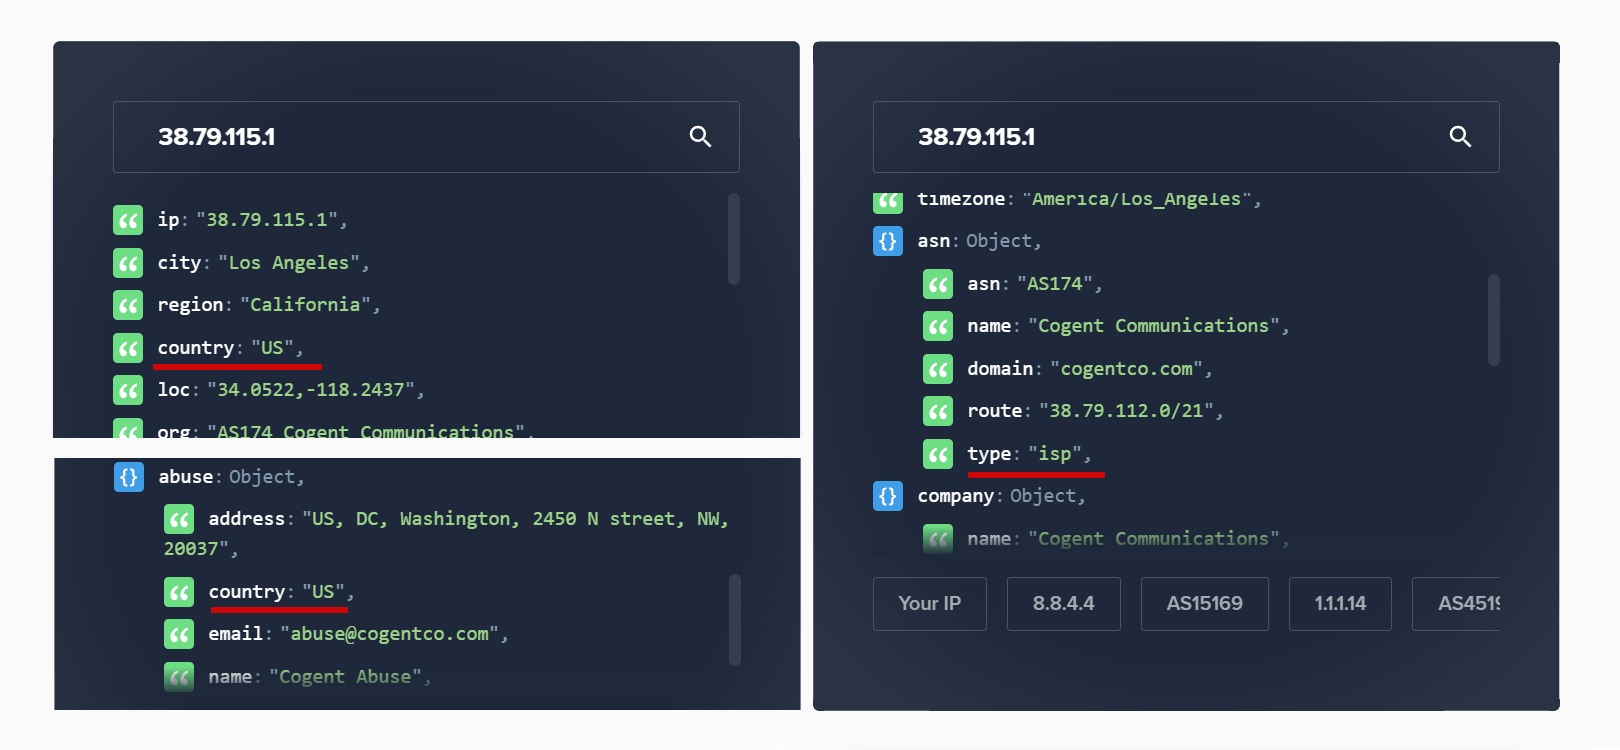 38.79.115.1
ip: "38.79.115.1",
city: "Los Angeles",
region: "California",
country: "US",
loc: "34.0522,-118.2437",
org: "AS174 Cogent Communications",
abuse: Object,
address: "US, DC, Washington, 2450 N street, NW,
20037",
country: "US",
email: "abuse@cogentco.com",
name: "Cogent Abuse",
38.79.115.1
timezone: "America/Los_Angeles",
asn: Object,
asn: "AS174",
name: "Cogent Communications",
domain: "cogentco.com",
route: "38.79.112.0/21",
type: "isp",
company: Object,
name: "Cogent Communications",
Your IP 8.8.4.4 AS15169 1.1.1.14